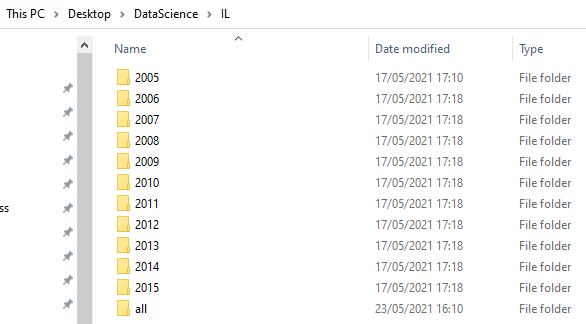 This PC > Desktop > DataScience > IL
Name Date modified Type
2005 17/05/2021 17:10 File folder
2006 17/05/2021 17:18 File folder
2007 17/05/2021 17:18 File folder
2008 17/05/2021 17:18 File folder
2009 17/05/2021 17:18 File folder
2010 17/05/2021 17:18 File folder
2011 17/05/2021 17:18 File folder
ss
2012 17/05/2021 17:18 File folder
2013 17/05/2021 17:18 File folder
2014 17/05/2021 17:18 File folder
2015 17/05/2021 17:18 File folder
all 23/05/2021 16:10 File folder